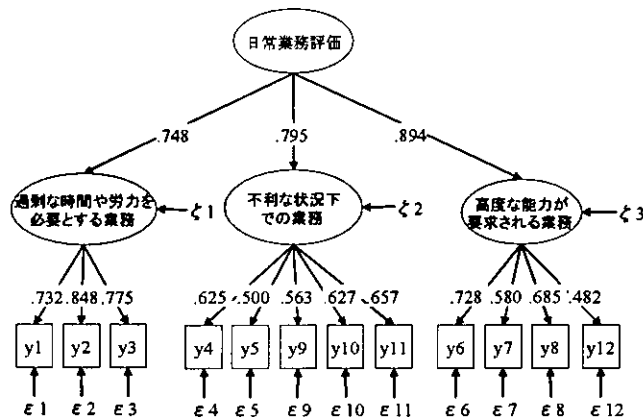 日常業務評価
.748 .795 .894
過剰な時間や労力を
必要とする業務
ζ1
不利な状況下
での業務
ζ2
高度な能力が
要求される業務
ζ3
.732 .848 .775 .625 .500 .563 .627 .657 .728 .580 .685 .482
y1 y2 y3 y4 y5 y9 y10 y11 y6 y7 y8 y12
ε1 ε2 ε3 ε4 ε5 ε9 ε10 ε11 ε6 ε7 ε8 ε12